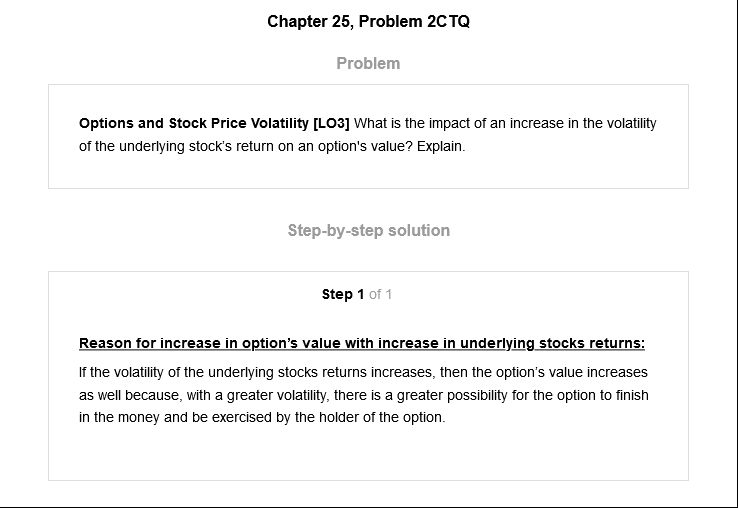 Chapter 25, Problem 2CTQ
Problem
Options and Stock Price Volatility [LO3] What is the impact of an increase in the volatility
of the underlying stock's return on an option's value? Explain.
Step-by-step solution
Step 1 of 1
Reason for increase in option's value with increase in underlying stocks returns:
If the volatility of the underlying stocks returns increases, then the option's value increases
as well because, with a greater volatility, there is a greater possibility for the option to finish
in the money and be exercised by the holder of the option.